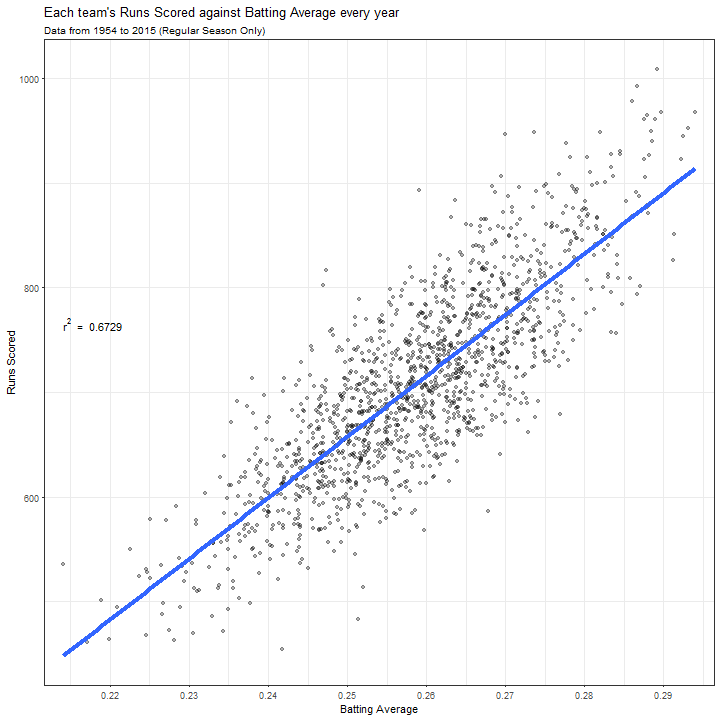 Each team's Runs Scored against Batting Average every year
Data from 1954 to 2015 (Regular Season Only)
1000
800
600
r² = 0.6729
Runs Scored
0.22 0.23 0.24 0.25 0.26 0.27 0.28 0.29
Batting Average